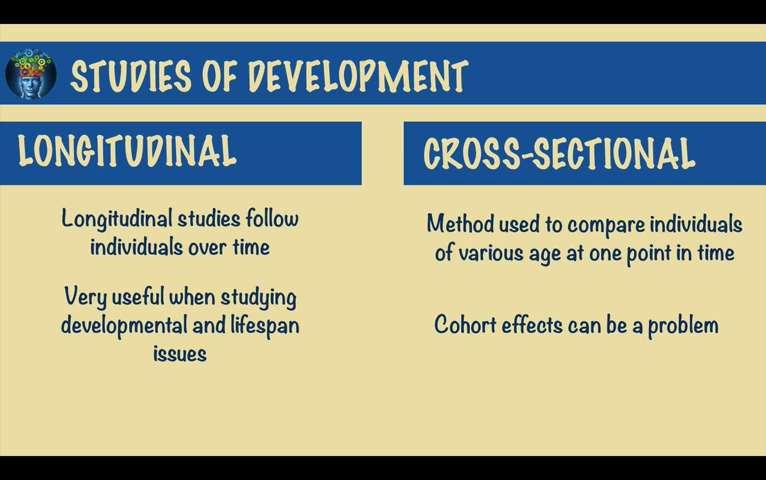 STUDIES OF DEVELOPMENT
LONGITUDINAL
Longitudinal studies follow
individuals over time
Very useful when studying
developmental and lifespan
issues
CROSS-SECTIONAL
Method used to compare individuals
of various age at one point in time
Cohort effects can be a problem